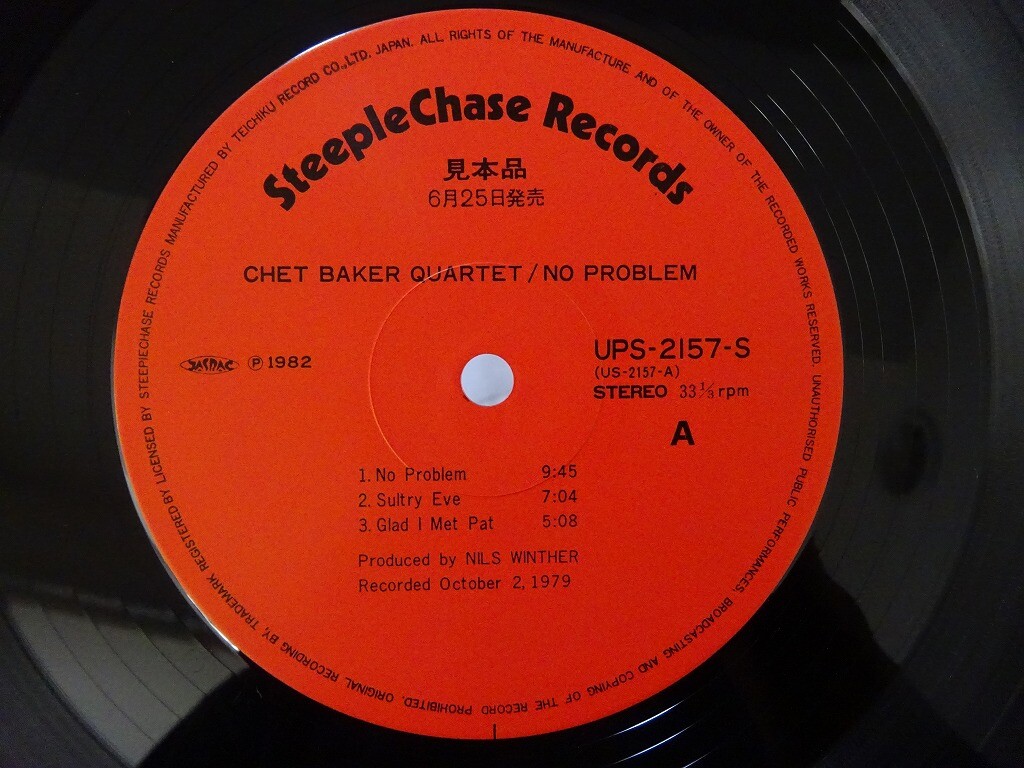 TRADEMARK REGISTERED BY LICENSED BY STEEPIECHASE RECORDS MANUFACTURED BY TEICHIKU RECORD CO.,LTD. JAPAN. ALL RIGHTS OF THE MANUFACTURE AND OF THE OWNER OF THE RECORDED WORKS RESERVED. UNAUTHORISED PUBLIC PERFORMANCES. BROADCASTING AND COPYING OF THE RECORD PROHIBITED. ORIGINAL RECORDING BY.
SteepleChase Records
見本品
6月25日発売
CHET BAKER QUARTET/NO PROBLEM
JASRAC Ⓟ 1982
UPS-2157-S
(US-2157-A)
STEREO 33⅓rpm
A
1. No Problem 9:45
2. Sultry Eve 7:04
3. Glad I Met Pat 5:08
Produced by NILS WINTHER
Recorded October 2, 1979